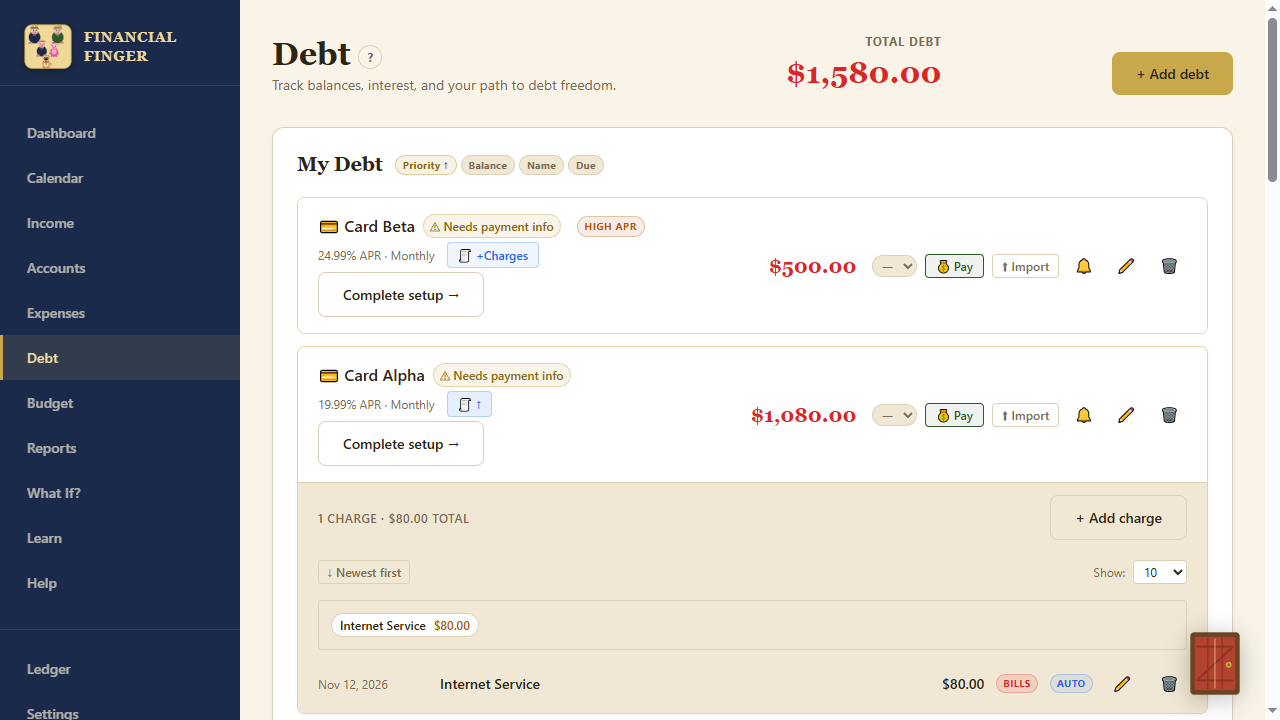 FINANCIAL
FINGER
Dashboard
Calendar
Income
Accounts
Expenses
Debt
Budget
Reports
What If?
Learn
Help
Ledger
Settings
Debt ?
Track balances, interest, and your path to debt freedom.
TOTAL DEBT
$1,580.00
+ Add debt
My Debt Priority ↑ Balance Name Due
Card Beta ⚠ Needs payment info HIGH APR
24.99% APR · Monthly +Charges
Complete setup →
$500.00 — Pay ⬆ Import
Card Alpha ⚠ Needs payment info
19.99% APR · Monthly ↑
Complete setup →
$1,080.00 — Pay ⬆ Import
1 CHARGE · $80.00 TOTAL
+ Add charge
↓ Newest first
Show: 10
Internet Service $80.00
Nov 12, 2026 Internet Service $80.00 BILLS AUTO